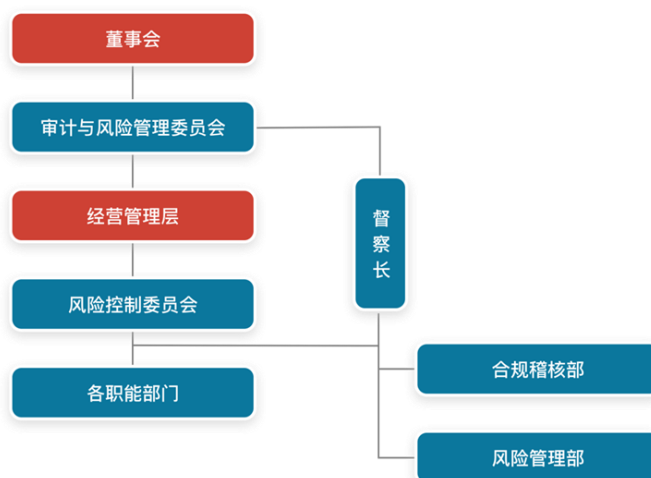 董事会
审计与风险管理委员会
经营管理层
督察长
风险控制委员会
合规稽核部
各职能部门
风险管理部